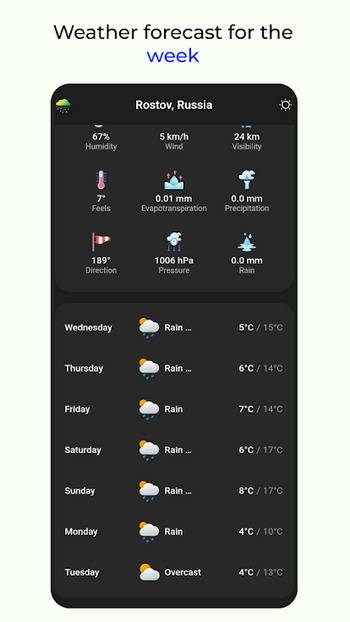 Weather forecast for the
week
Rostov, Russia
67% 5 km/h 24 km
Humidity Wind Visibility
7° 0.01 mm 0.0 mm
Feels Evapotranspiration Precipitation
189° 1006 hPa 0.0 mm
Direction Pressure Rain
Wednesday Rain ... 5°C / 15°C
Thursday Rain ... 6°C / 14°C
Friday Rain 7°C / 14°C
Saturday Rain ... 6°C / 17°C
Sunday Rain ... 8°C / 17°C
Monday Rain 4°C / 10°C
Tuesday Overcast 4°C / 13°C